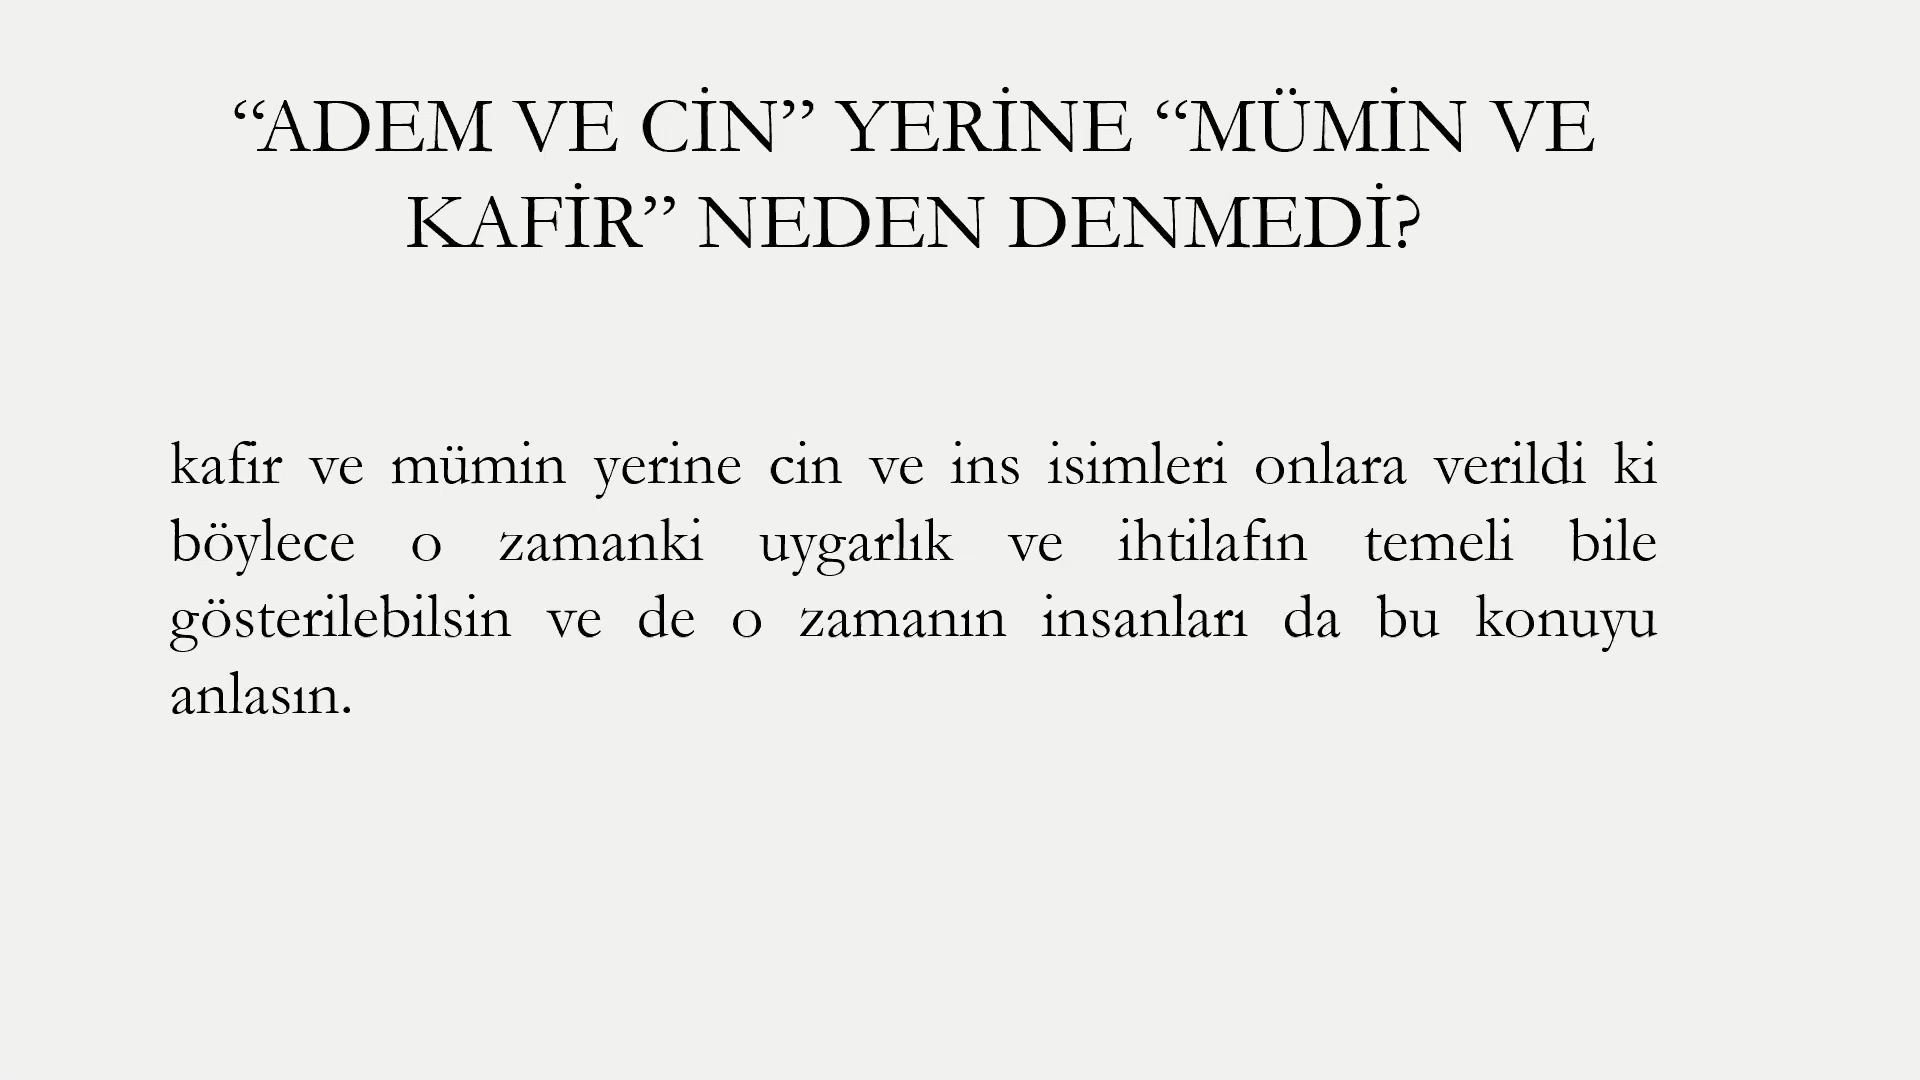 “ADEM VE CİN” YERİNE “MÜMİN VE
KAFİR” NEDEN DENMEDİ?
kafir ve mümin yerine cin ve ins isimleri onlara verildi ki
böylece o zamanki uygarlık ve ihtilafın temeli bile
gösterilebilsin ve de o zamanın insanları da bu konuyu
anlasın.